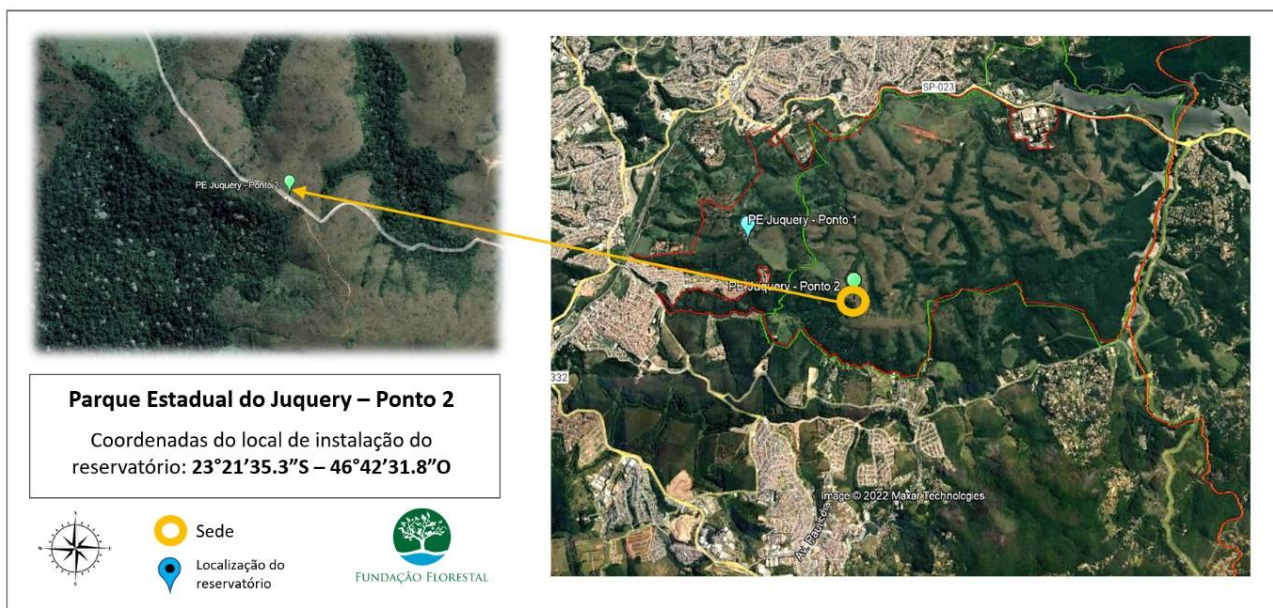 PE Juquery - Ponto 2
SP-023
PE Juquery - Ponto 1
PE Juquery - Ponto 2
332
Image © 2022 Maxar Technologies
Parque Estadual do Juquery – Ponto 2
Coordenadas do local de instalação do
reservatório: 23°21’35.3”S – 46°42’31.8”O
Sede
Localização do
reservatório
FUNDAÇÃO FLORESTAL